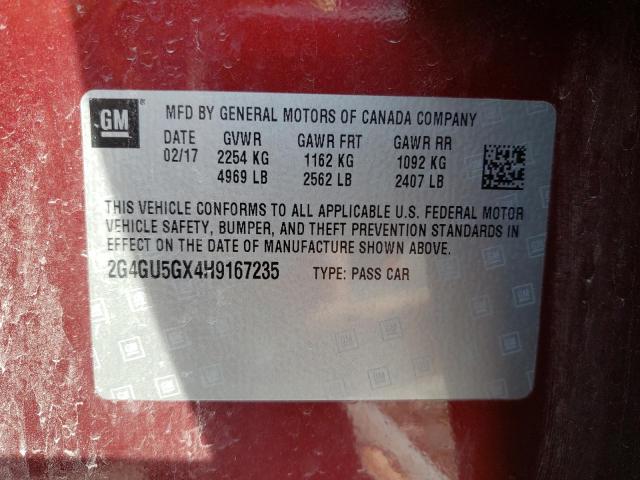 GM ® MFD BY GENERAL MOTORS OF CANADA COMPANY
DATE GVWR GAWR FRT GAWR RR
02/17 2254 KG 1162 KG 1092 KG
4969 LB 2562 LB 2407 LB
THIS VEHICLE CONFORMS TO ALL APPLICABLE U.S. FEDERAL MOTOR
VEHICLE SAFETY, BUMPER, AND THEFT PREVENTION STANDARDS IN
EFFECT ON THE DATE OF MANUFACTURE SHOWN ABOVE.
2G4GU5GX4H9167235 TYPE: PASS CAR